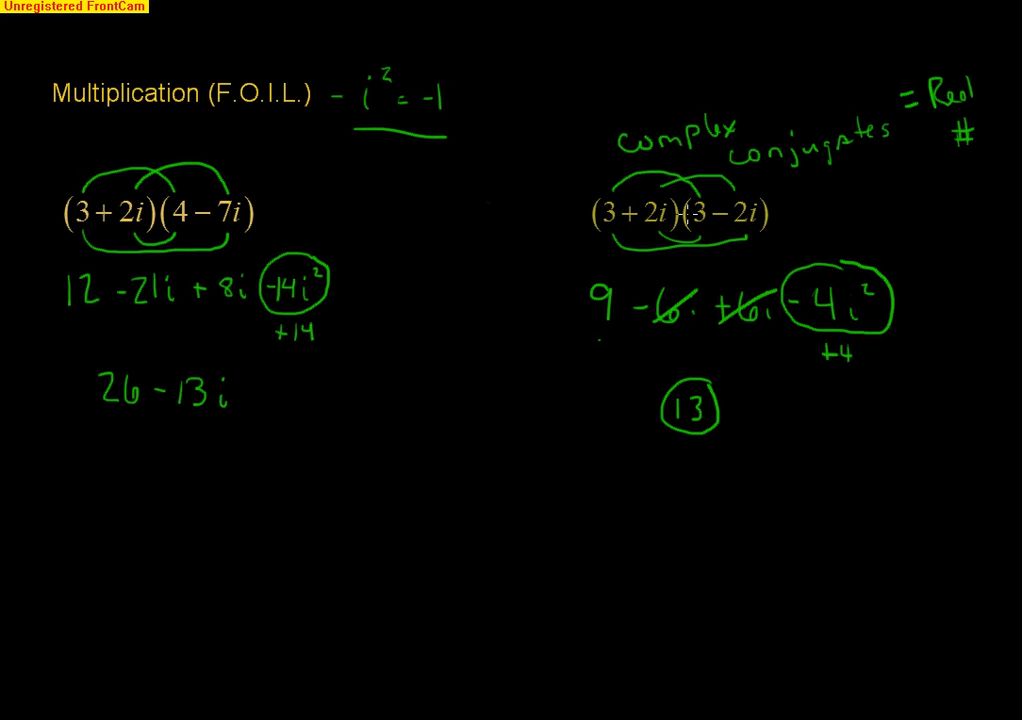 Unregistered FrontCam
Multiplication (F.O.I.L.) - i² = -1
complex conjugates = Real #
(3 + 2i)(4 − 7i)
12 - 21i + 8i -14i²
+14
26 - 13i
(3 + 2i)(3 − 2i)
9 - 6i + 6i - 4i²
+4
13